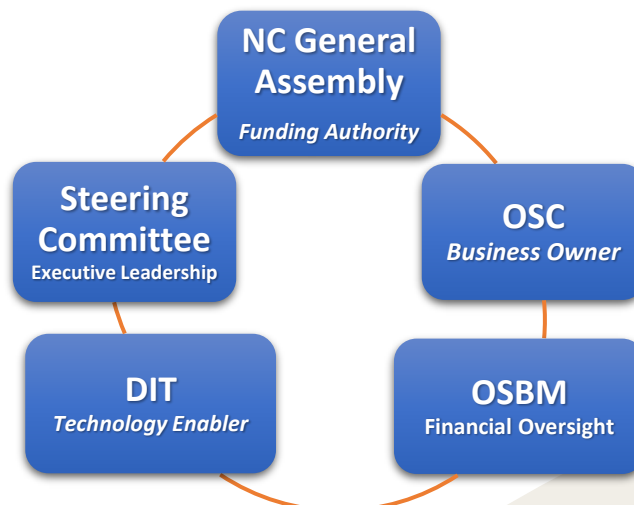 NC General
Assembly
Funding Authority
Steering
Committee
Executive Leadership
OSC
Business Owner
DIT
Technology Enabler
OSBM
Financial Oversight